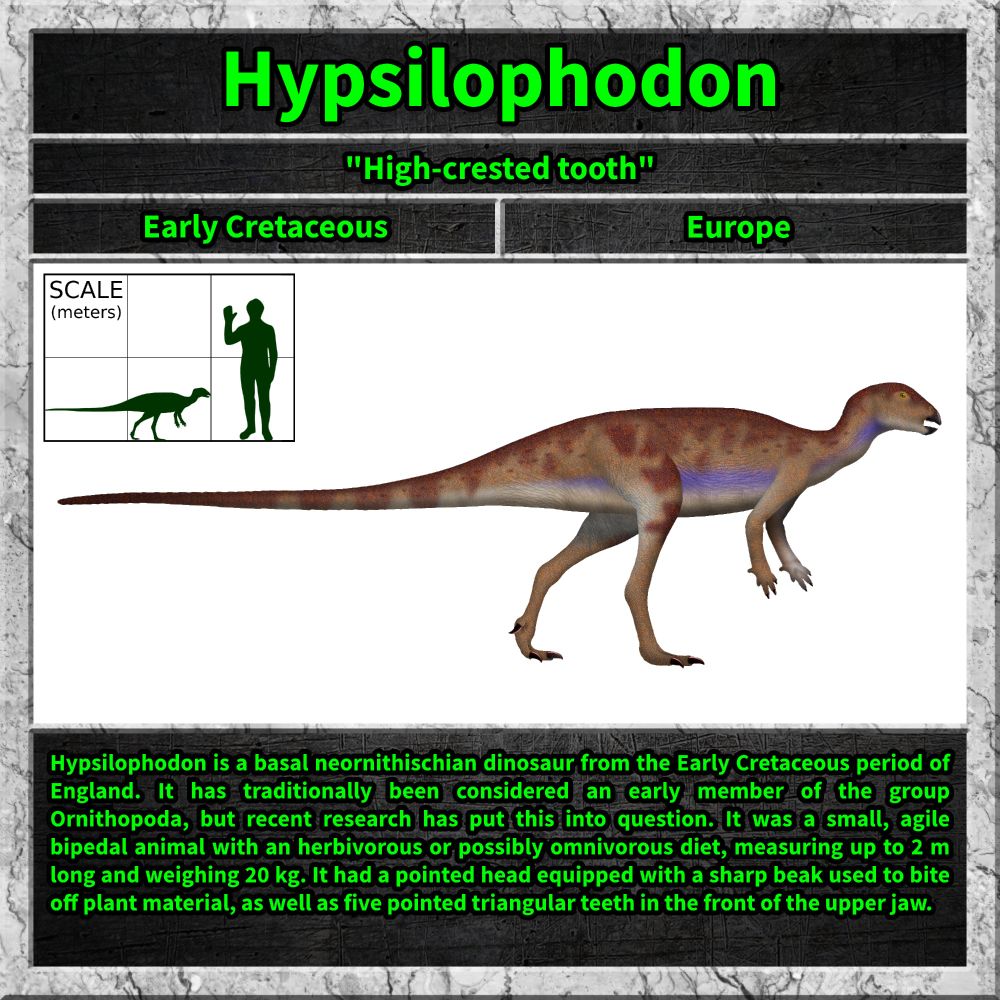 Hypsilophodon
"High-crested tooth"
Early Cretaceous
Europe
SCALE
(meters)
Hypsilophodon is a basal neornithischian dinosaur from the Early Cretaceous period of
England. It has traditionally been considered an early member of the group
Ornithopoda, but recent research has put this into question. It was a small, agile
bipedal animal with an herbivorous or possibly omnivorous diet, measuring up to 2 m
long and weighing 20 kg. It had a pointed head equipped with a sharp beak used to bite
off plant material, as well as five pointed triangular teeth in the front of the upper jaw.